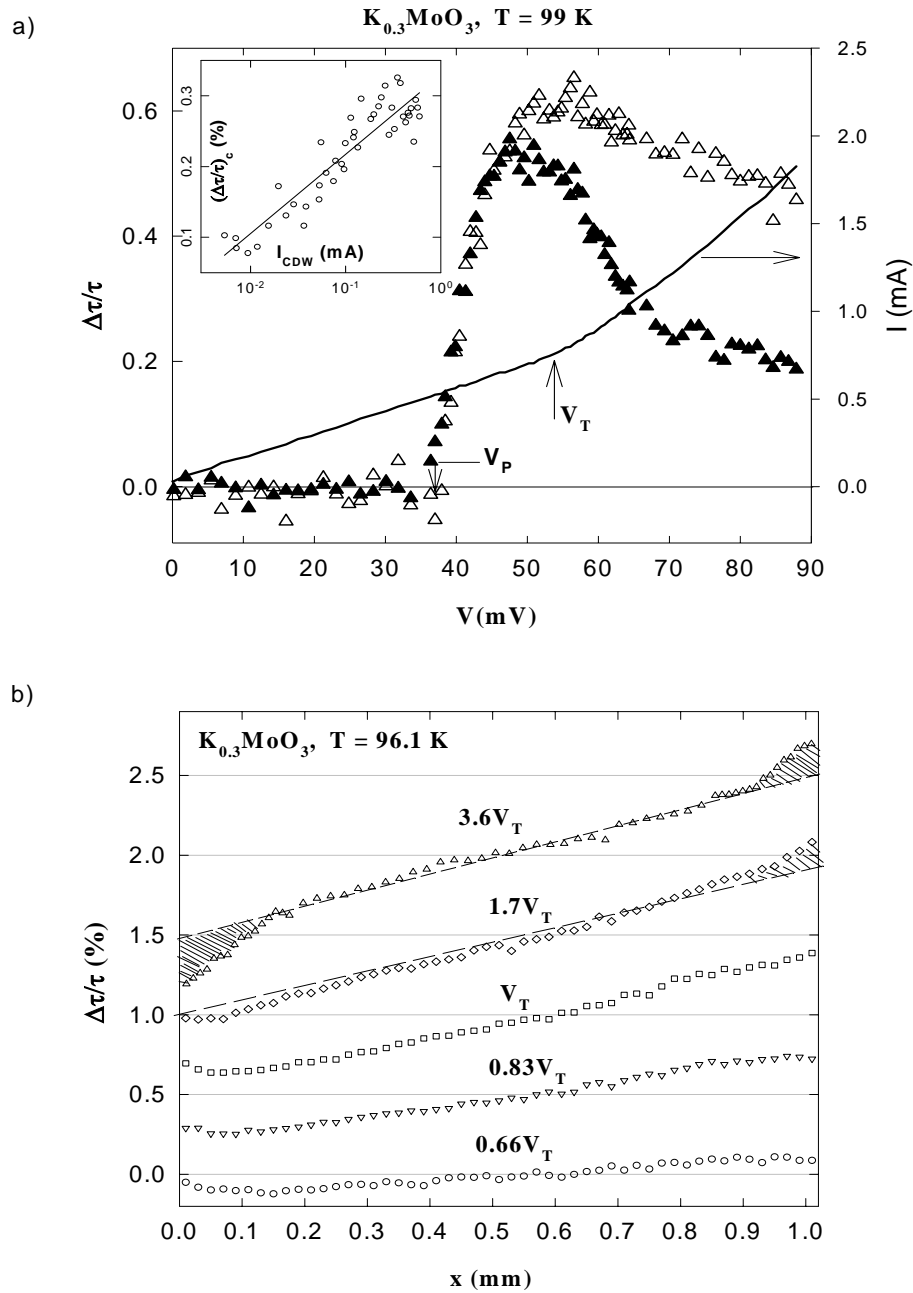 a)
K0.3MoO3, T = 99 K
0.6
0.4
0.2
0.0
Δτ/τ
2.5
2.0
1.5
1.0
0.5
0.0
I (mA)
0.3
0.2
0.1
(Δτ/τ)c (%)
ICDW (mA)
10-2
10-1
100
VT
VP
0 10 20 30 40 50 60 70 80 90
V(mV)
b)
K0.3MoO3, T = 96.1 K
2.5
2.0
1.5
1.0
0.5
0.0
Δτ/τ (%)
3.6VT
1.7VT
VT
0.83VT
0.66VT
0.0 0.1 0.2 0.3 0.4 0.5 0.6 0.7 0.8 0.9 1.0
x (mm)